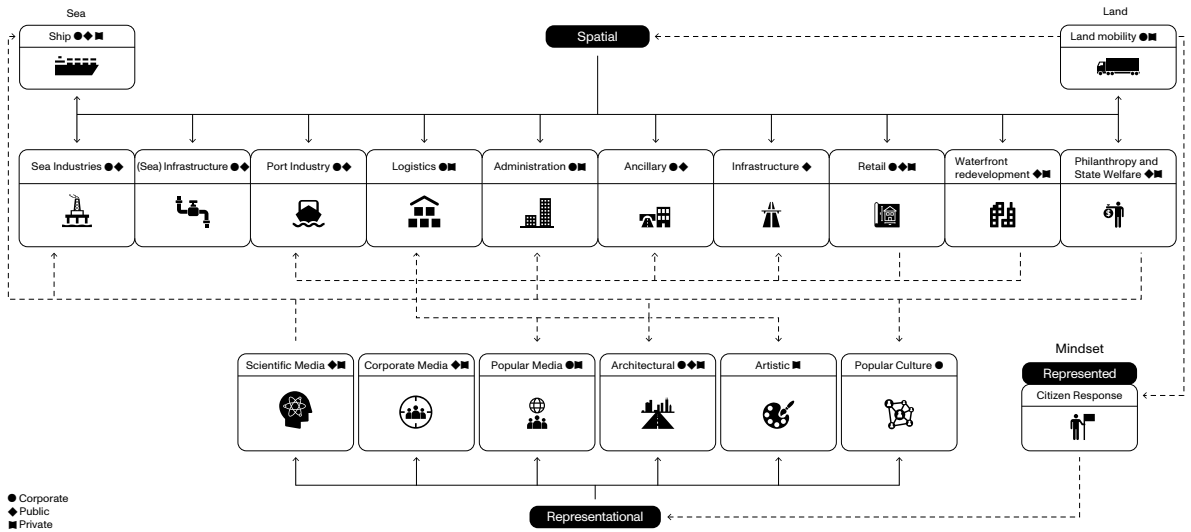 Sea
Land
Ship
Spatial
Land mobility
Sea Industries
(Sea) Infrastructure
Port Industry
Logistics
Administration
Ancillary
Infrastructure
Retail
Waterfront
redevelopment
Philanthropy and
State Welfare
Scientific Media
Corporate Media
Popular Media
Architectural
Artistic
Popular Culture
Mindset
Represented
Citizen Response
Corporate
Public
Private
Representational